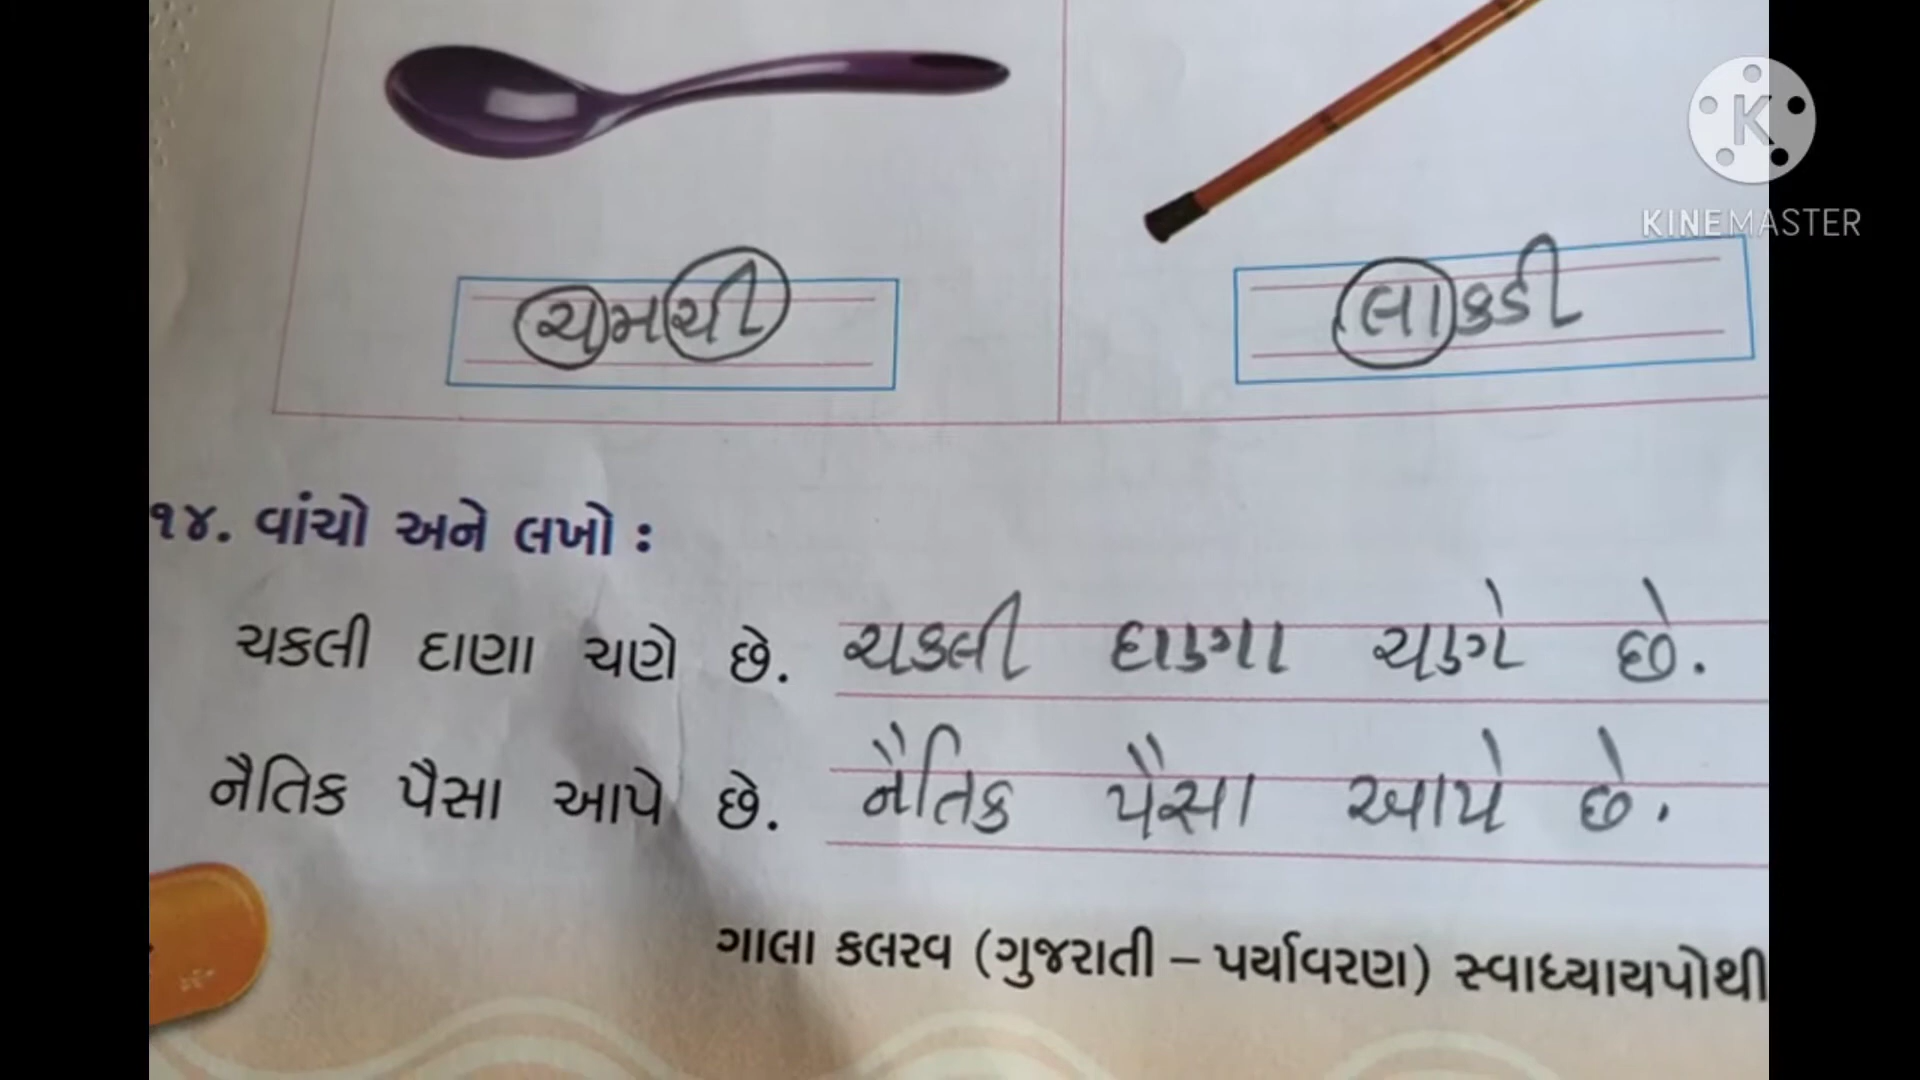 KINEMASTER
ચમચી લાકડી
૧૪. વાંચો અને લખો :
ચકલી દાણા ચણે છે. ચકલી દાણા ચણે છે.
નૈતિક પૈસા આપે છે. નૈતિક પૈસા આપે છે.
ગાલા કલરવ (ગુજરાતી – પર્યાવરણ) સ્વાધ્યાયપોથી